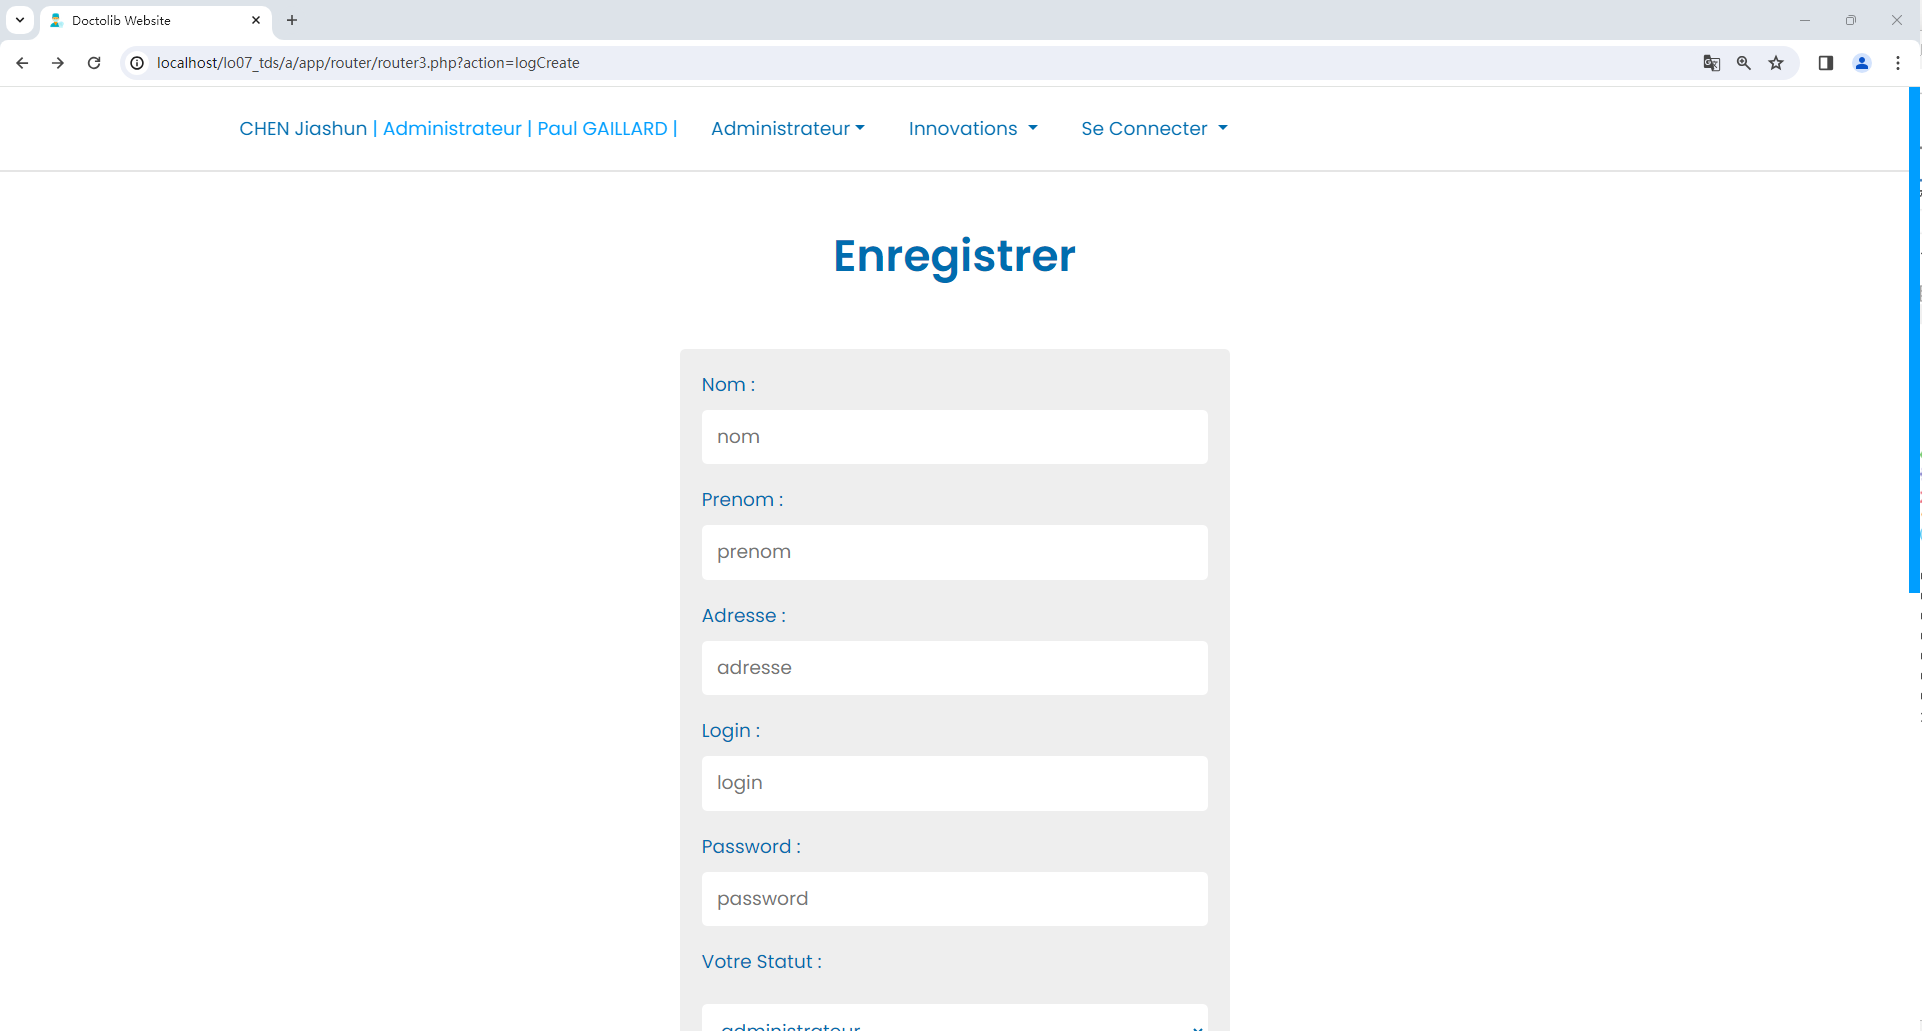 Doctolib Website
localhost/lo07_tds/a/app/router/router3.php?action=logCreate
CHEN Jiashun | Administrateur | Paul GAILLARD | Administrateur Innovations Se Connecter
Enregistrer
Nom :
nom
Prenom :
prenom
Adresse :
adresse
Login :
login
Password :
password
Votre Statut :
administrateur